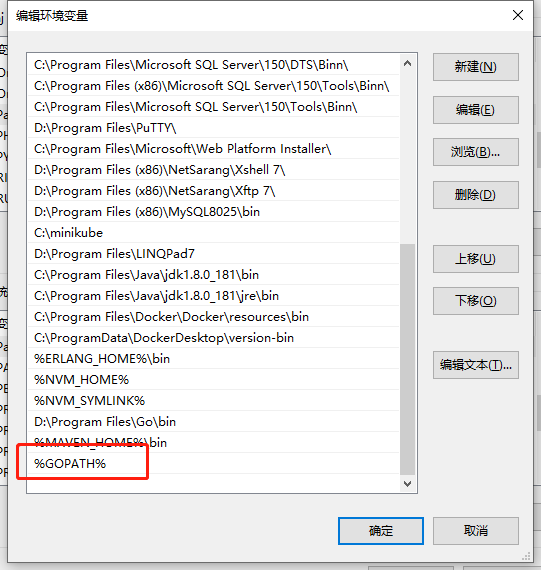 编辑环境变量
C:\Program Files\Microsoft SQL Server\150\DTS\Binn\
C:\Program Files (x86)\Microsoft SQL Server\150\Tools\Binn\
C:\Program Files\Microsoft SQL Server\150\Tools\Binn\
D:\Program Files\PuTTY\
C:\Program Files\Microsoft\Web Platform Installer\
D:\Program Files (x86)\NetSarang\Xshell 7\
D:\Program Files (x86)\NetSarang\Xftp 7\
D:\Program Files (x86)\MySQL8025\bin
C:\minikube
D:\Program Files\LINQPad7
C:\Program Files\Java\jdk1.8.0_181\bin
C:\Program Files\Java\jdk1.8.0_181\jre\bin
C:\Program Files\Docker\Docker\resources\bin
C:\ProgramData\DockerDesktop\version-bin
%ERLANG_HOME%\bin
%NVM_HOME%
%NVM_SYMLINK%
D:\Program Files\Go\bin
%MAVEN_HOME%\bin
%GOPATH%
新建(N)
编辑(E)
浏览(B)...
删除(D)
上移(U)
下移(O)
编辑文本(T)...
确定
取消